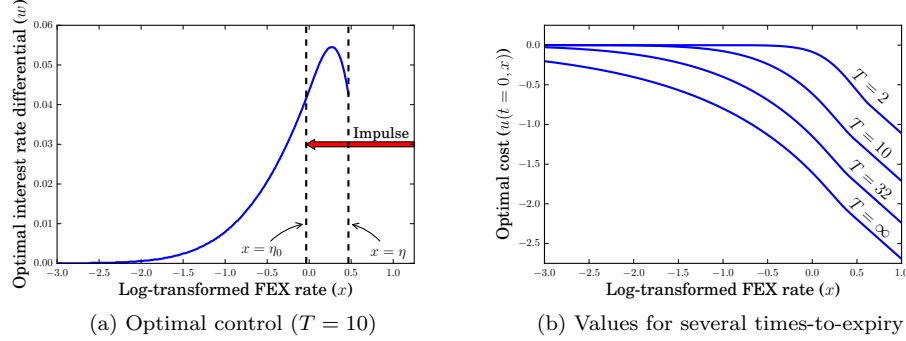 Optimal interest rate differential (w)
0.06
0.05
0.04
0.03
0.02
0.01
0.00
Impulse
x = η₀
x = η
−3.0 −2.5 −2.0 −1.5 −1.0 −0.5 0.0 0.5 1.0
Log-transformed FEX rate (x)
(a) Optimal control (T = 10)
Optimal cost (u(t = 0, x))
0.0
−0.5
−1.0
−1.5
−2.0
−2.5
T = 2
T = 10
T = 32
T = ∞
−3.0 −2.5 −2.0 −1.5 −1.0 −0.5 0.0 0.5 1.0
Log-transformed FEX rate (x)
(b) Values for several times-to-expiry